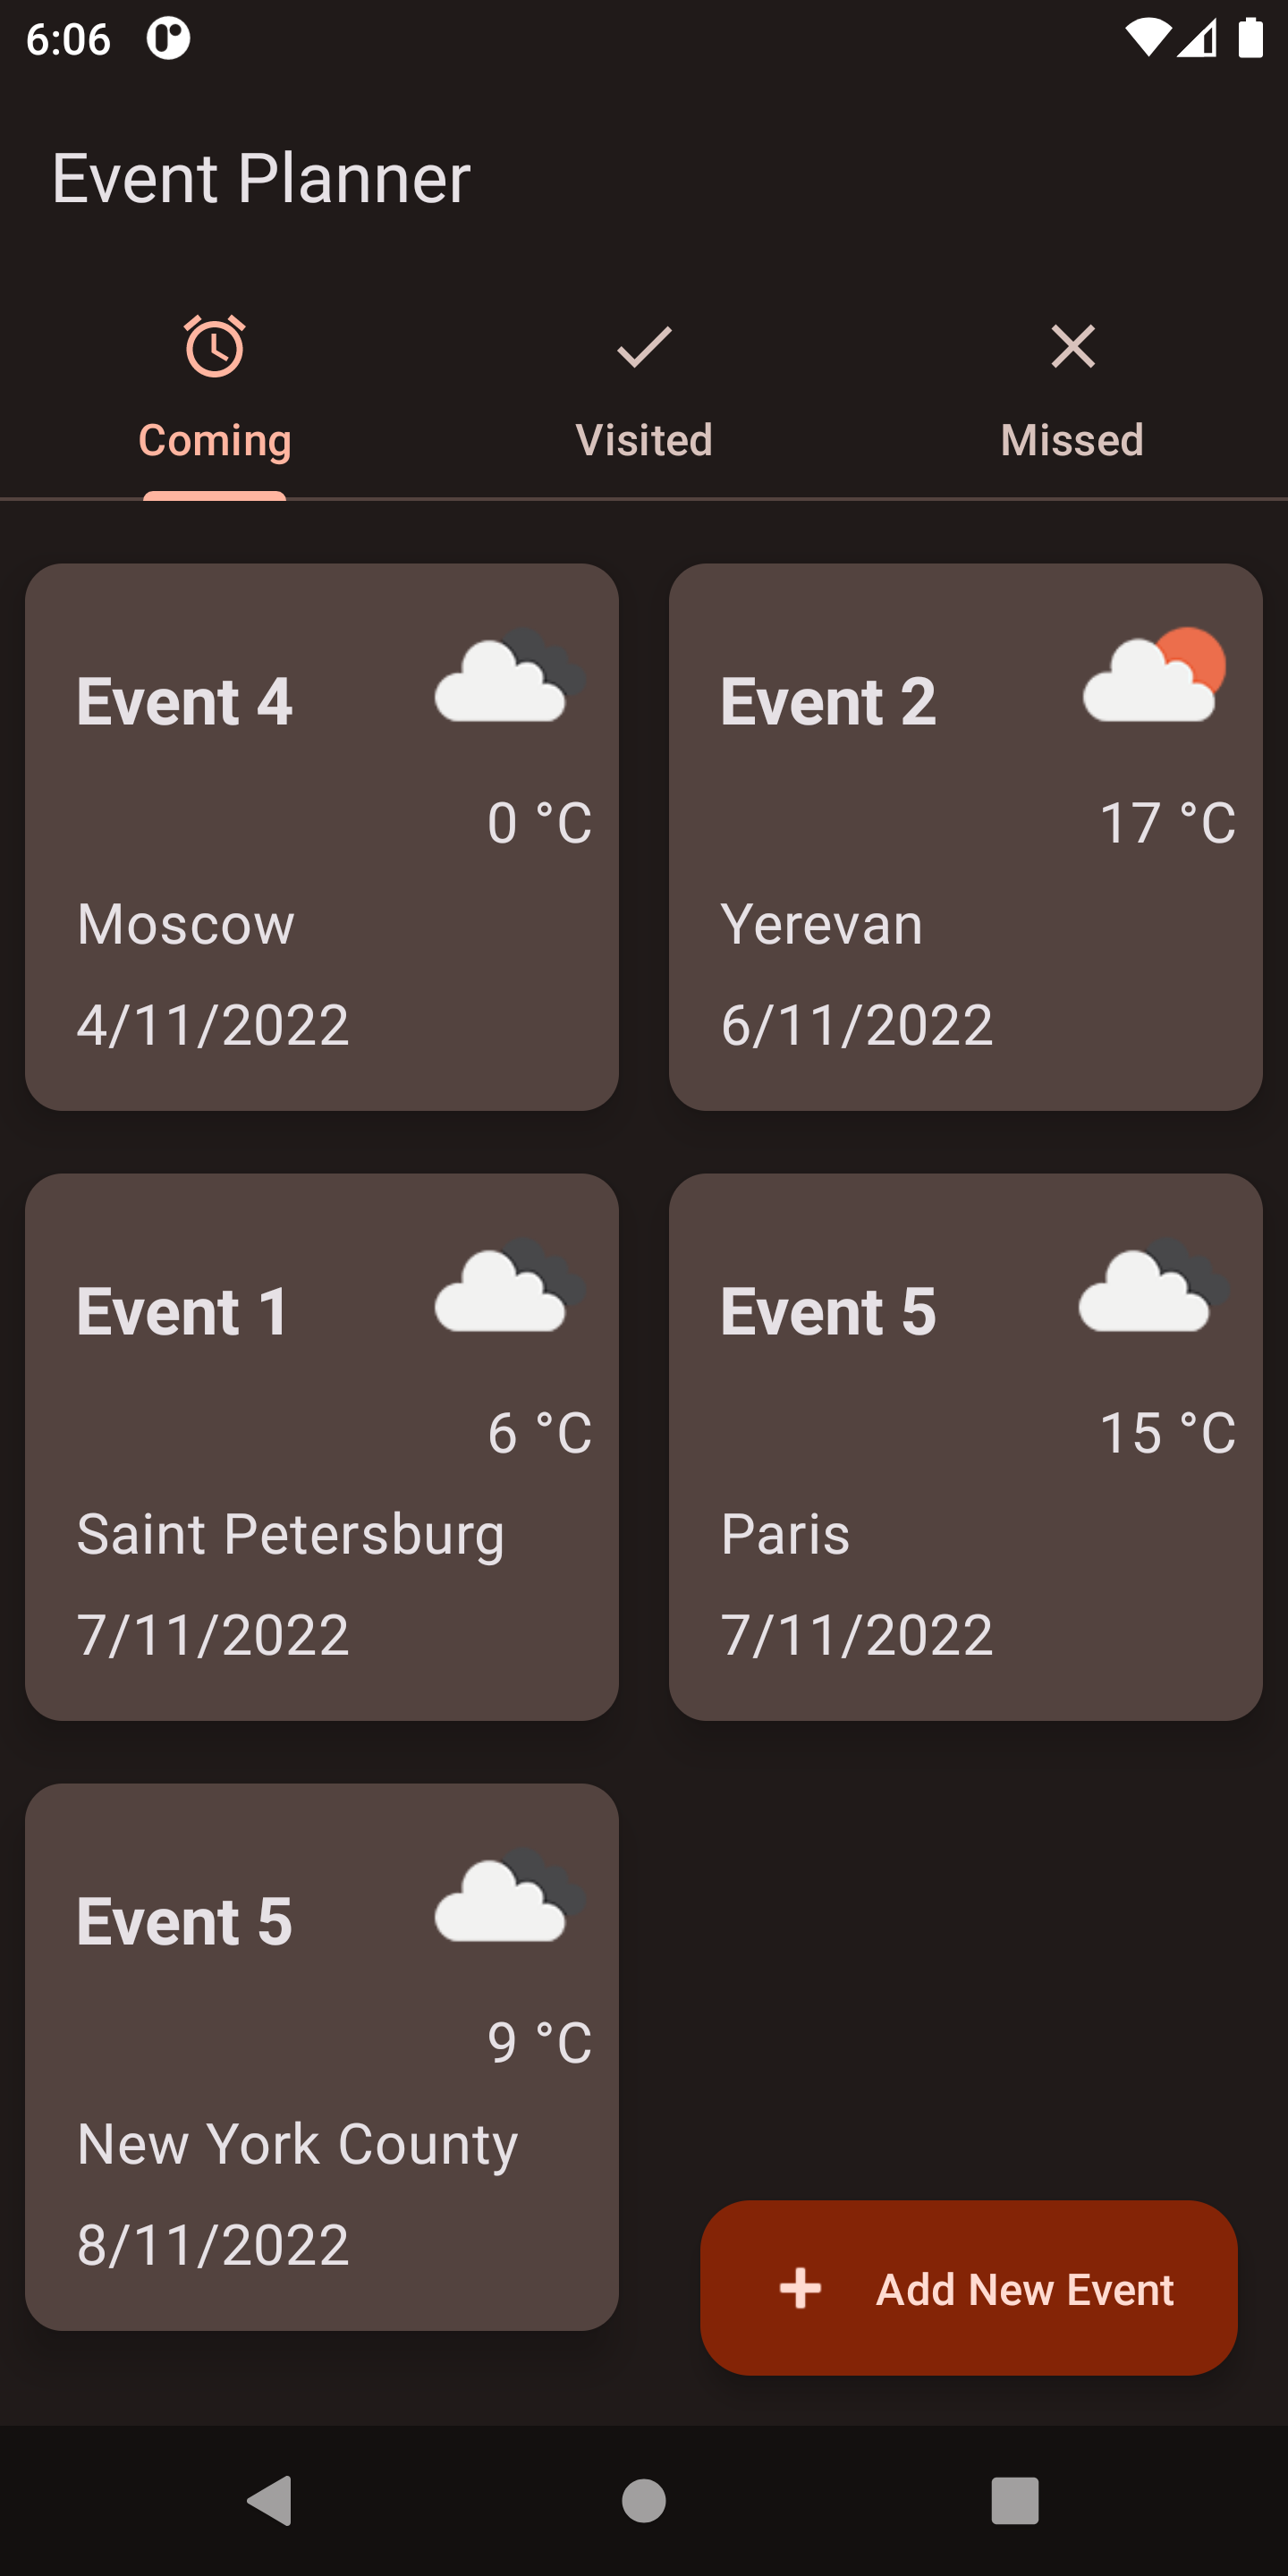 6:06
Event Planner
Coming
Visited
Missed
Event 4
0 °C
Moscow
4/11/2022
Event 2
17 °C
Yerevan
6/11/2022
Event 1
6 °C
Saint Petersburg
7/11/2022
Event 5
15 °C
Paris
7/11/2022
Event 5
9 °C
New York County
8/11/2022
Add New Event